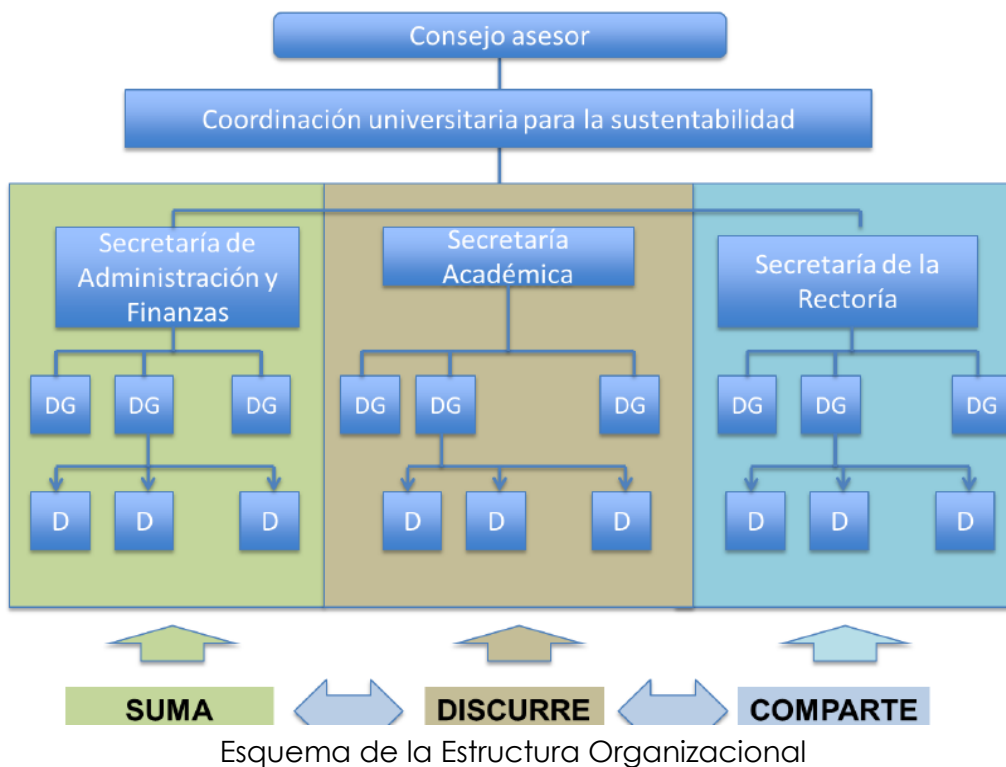 Consejo asesor
Coordinación universitaria para la sustentabilidad
Secretaría de
Administración y
Finanzas
Secretaría
Académica
Secretaría de la
Rectoría
DG DG DG DG DG DG DG DG DG
D D D D D D D D D
SUMA DISCURRE COMPARTE
Esquema de la Estructura Organizacional